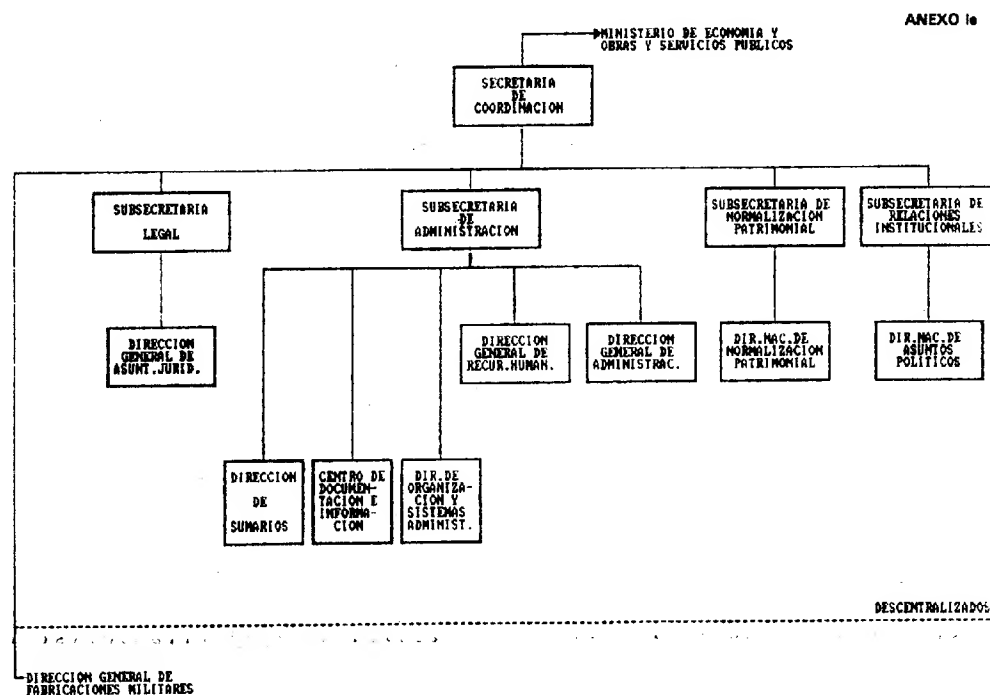 ANEXO Ie
MINISTERIO DE ECONOMIA Y
OBRAS Y SERVICIOS PUBLICOS
SECRETARIA
DE
COORDINACION
SUBSECRETARIA
LEGAL
SUBSECRETARIA
DE
ADMINISTRACION
SUBSECRETARIA DE
NORMALIZACION
PATRIMONIAL
SUBSECRETARIA DE
RELACIONES
INSTITUCIONALES
DIRECCION
GENERAL DE
ASUNT.JURID.
DIRECCION
GENERAL DE
RECUR.HUMAN.
DIRECCION
GENERAL DE
ADMINISTRAC.
DIR.NAC.DE
NORMALIZACION
PATRIMONIAL
DIR.NAC.DE
ASUNTOS
POLITICOS
DIRECCION
DE
SUMARIOS
CENTRO DE
DOCUMEN-
TACION E
INFORMA-
CION
DIR.DE
ORGANIZA-
CION Y
SISTEMAS
ADMINIST.
DESCENTRALIZADOS
DIRECCION GENERAL DE
FABRICACIONES MILITARES